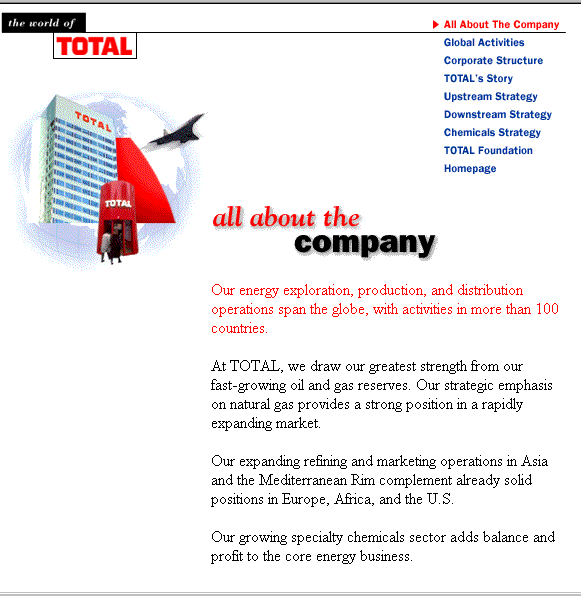 the world of
TOTAL
All About The Company
Global Activities
Corporate Structure
TOTAL's Story
Upstream Strategy
Downstream Strategy
Chemicals Strategy
TOTAL Foundation
Homepage
TOTAL
TOTAL
all about the
company
Our energy exploration, production, and distribution
operations span the globe, with activities in more than 100
countries.
At TOTAL, we draw our greatest strength from our
fast-growing oil and gas reserves. Our strategic emphasis
on natural gas provides a strong position in a rapidly
expanding market.
Our expanding refining and marketing operations in Asia
and the Mediterranean Rim complement already solid
positions in Europe, Africa, and the U.S.
Our growing specialty chemicals sector adds balance and
profit to the core energy business.